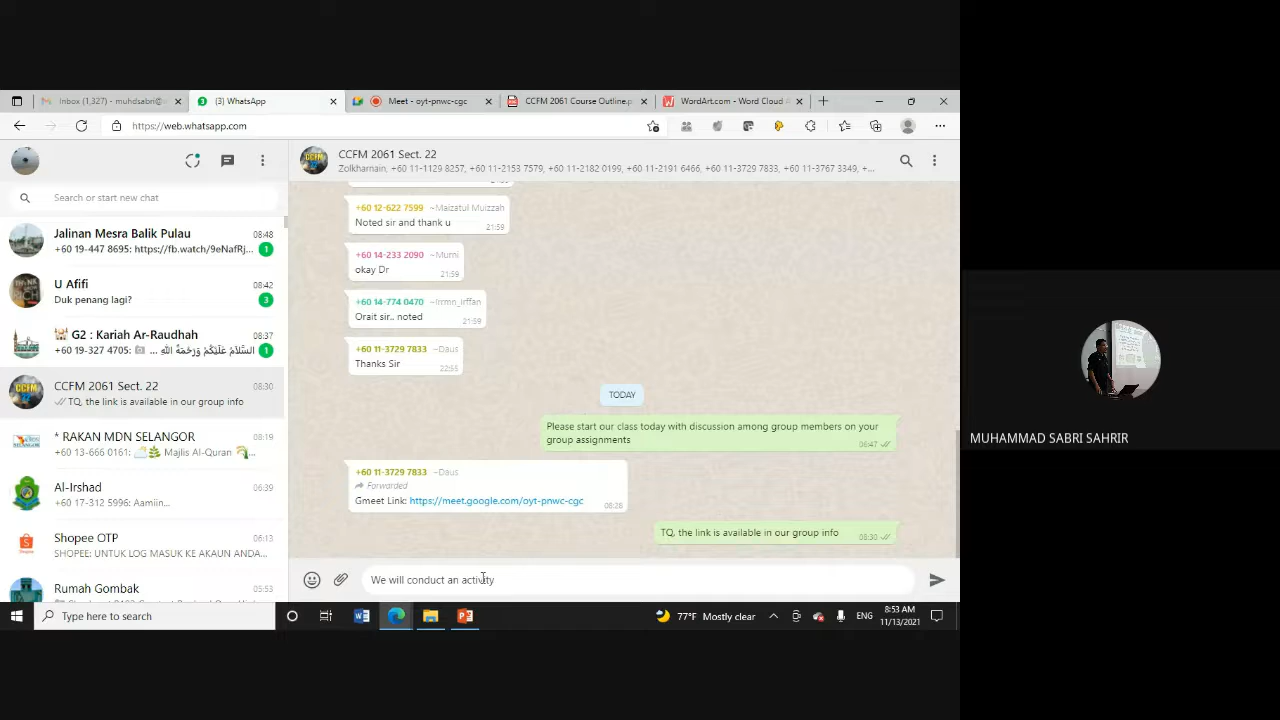 Inbox (1,327) - muhdsabri@
(3) WhatsApp
Meet - oyt-pnwc-cgc
CCFM 2061 Course Outline.p
WordArt.com - Word Cloud A
https://web.whatsapp.com
CCFM 2061 Sect. 22
Zolkharnain, +60 11-1129 8257, +60 11-2153 7579, +60 11-2182 0199, +60 11-2191 6466, +60 11-3729 7833, +60 11-3767 3349, +...
Search or start new chat
Jalinan Mesra Balik Pulau 08:48
+60 19-447 8695: https://fb.watch/9eNafRj... 1
U Afifi 08:42
Duk penang lagi? 3
G2 : Kariah Ar-Raudhah 08:37
+60 19-327 4705: السَّلاَمُ عَلَيْكُمْ وَرَحْمَةُ اللهِ ... 1
CCFM 2061 Sect. 22 08:30
TQ, the link is available in our group info
* RAKAN MDN SELANGOR 08:19
+60 13-666 0161: Majlis Al-Quran
Al-Irshad 06:39
+60 17-312 5996: Aamiin...
Shopee OTP 06:13
SHOPEE: UNTUK LOG MASUK KE AKAUN ANDA...
Rumah Gombak 05:53
+60 12-622 7599 ~Maizatul Muizzah
Noted sir and thank u 21:59
+60 14-233 2090 ~Murni
okay Dr 21:59
+60 14-774 0470 ~Irrmn_irffan
Orait sir.. noted 21:59
+60 11-3729 7833 ~Daus
Thanks Sir 22:55
TODAY
Please start our class today with discussion among group members on your
group assignments 06:47
+60 11-3729 7833 ~Daus
Forwarded
Gmeet Link: https://meet.google.com/oyt-pnwc-cgc 08:28
TQ, the link is available in our group info 08:30
We will conduct an activity
Type here to search
77°F Mostly clear
ENG
8:53 AM
11/13/2021
MUHAMMAD SABRI SAHRIR